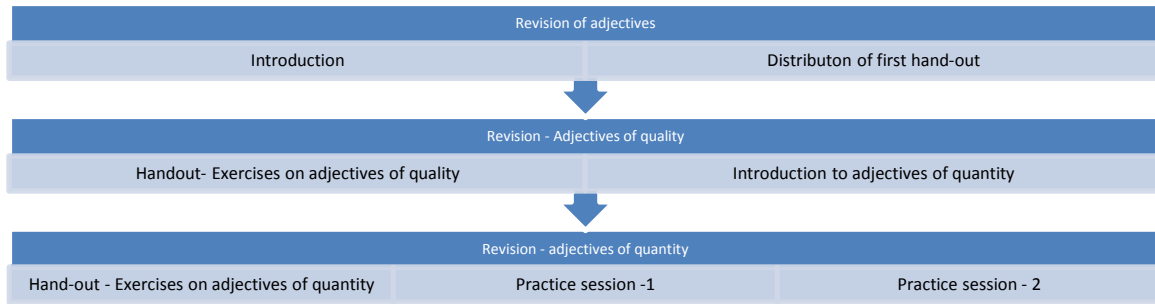 Revision of adjectives
Introduction
Distributon of first hand-out
Revision - Adjectives of quality
Handout- Exercises on adjectives of quality
Introduction to adjectives of quantity
Revision - adjectives of quantity
Hand-out - Exercises on adjectives of quantity
Practice session -1
Practice session - 2